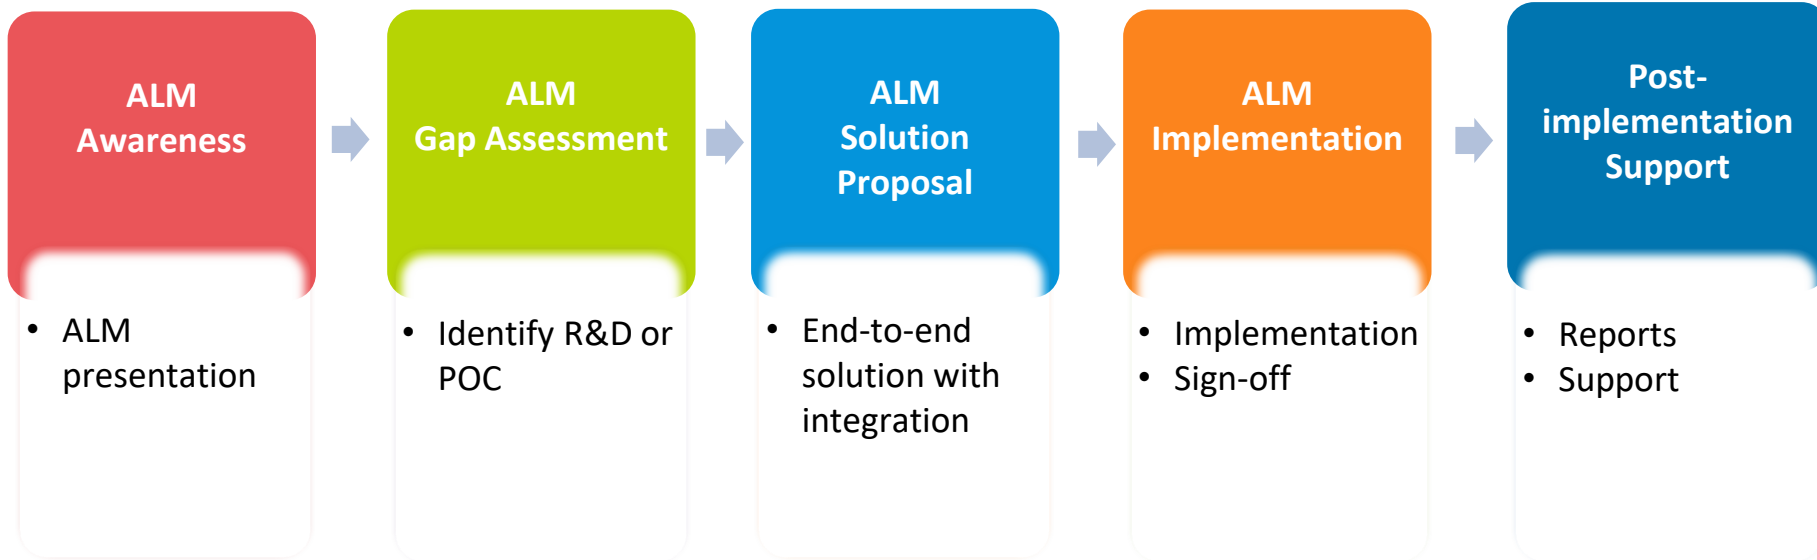 ALM
Awareness
• ALM
presentation
ALM
Gap Assessment
• Identify R&D or
POC
ALM
Solution
Proposal
• End-to-end
solution with
integration
ALM
Implementation
• Implementation
• Sign-off
Post-
implementation
Support
• Reports
• Support